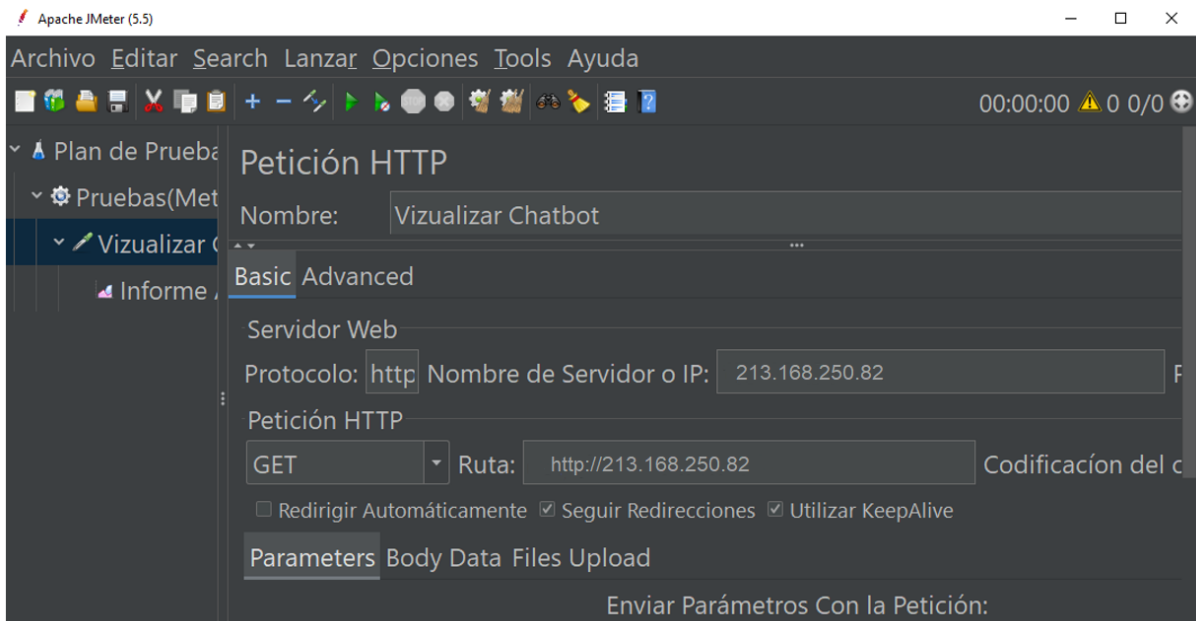 Apache JMeter (5.5)
Archivo Editar Search Lanzar Opciones Tools Ayuda
00:00:00 0 0/0
Plan de Prueba
Petición HTTP
Pruebas(Met
Nombre: Vizualizar Chatbot
Vizualizar
Informe
Basic Advanced
Servidor Web
Protocolo: http Nombre de Servidor o IP: 213.168.250.82
Petición HTTP
GET Ruta: http://213.168.250.82 Codificacíon del c
Redirigir Automáticamente Seguir Redirecciones Utilizar KeepAlive
Parameters Body Data Files Upload
Enviar Parámetros Con la Petición: